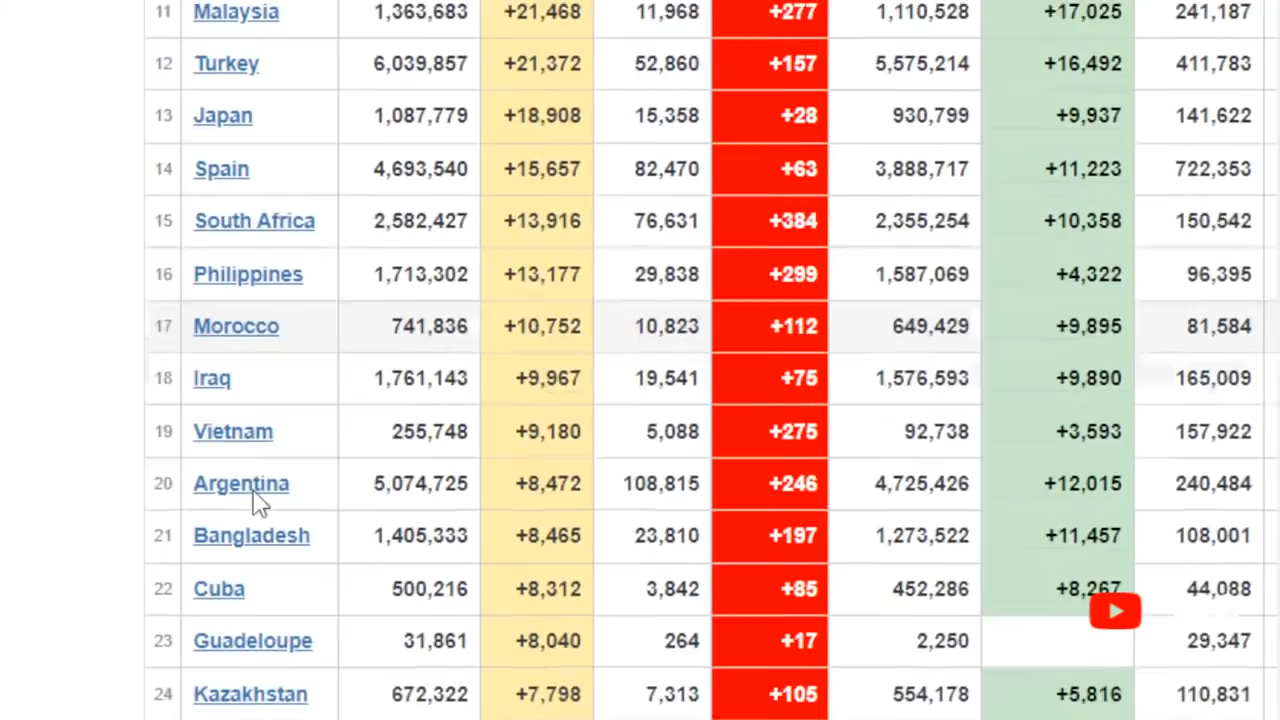 11 Malaysia 1,363,683 +21,468 11,968 +277 1,110,528 +17,025 241,187
12 Turkey 6,039,857 +21,372 52,860 +157 5,575,214 +16,492 411,783
13 Japan 1,087,779 +18,908 15,358 +28 930,799 +9,937 141,622
14 Spain 4,693,540 +15,657 82,470 +63 3,888,717 +11,223 722,353
15 South Africa 2,582,427 +13,916 76,631 +384 2,355,254 +10,358 150,542
16 Philippines 1,713,302 +13,177 29,838 +299 1,587,069 +4,322 96,395
17 Morocco 741,836 +10,752 10,823 +112 649,429 +9,895 81,584
18 Iraq 1,761,143 +9,967 19,541 +75 1,576,593 +9,890 165,009
19 Vietnam 255,748 +9,180 5,088 +275 92,738 +3,593 157,922
20 Argentina 5,074,725 +8,472 108,815 +246 4,725,426 +12,015 240,484
21 Bangladesh 1,405,333 +8,465 23,810 +197 1,273,522 +11,457 108,001
22 Cuba 500,216 +8,312 3,842 +85 452,286 +8,267 44,088
23 Guadeloupe 31,861 +8,040 264 +17 2,250 29,347
24 Kazakhstan 672,322 +7,798 7,313 +105 554,178 +5,816 110,831